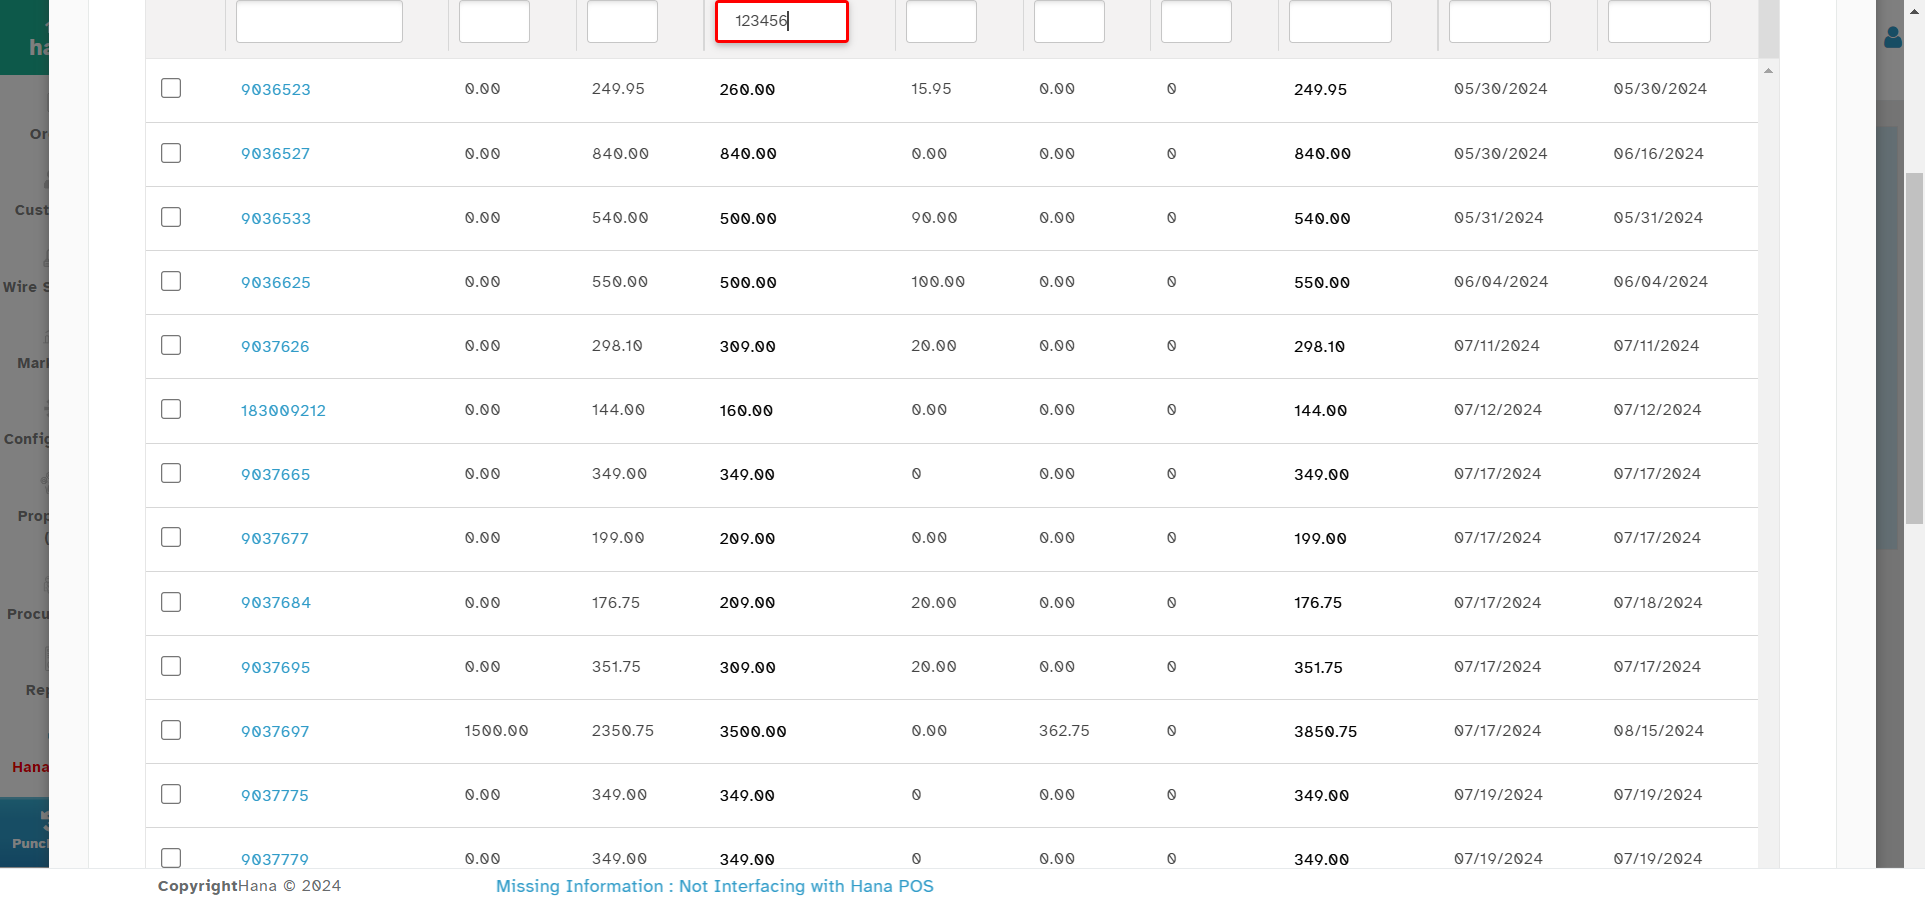 ha
123456
9036523 0.00 249.95 260.00 15.95 0.00 0 249.95 05/30/2024 05/30/2024
Or
9036527 0.00 840.00 840.00 0.00 0.00 0 840.00 05/30/2024 06/16/2024
Cust
9036533 0.00 540.00 500.00 90.00 0.00 0 540.00 05/31/2024 05/31/2024
Wire S
9036625 0.00 550.00 500.00 100.00 0.00 0 550.00 06/04/2024 06/04/2024
Mark
9037626 0.00 298.10 309.00 20.00 0.00 0 298.10 07/11/2024 07/11/2024
183009212 0.00 144.00 160.00 0.00 0.00 0 144.00 07/12/2024 07/12/2024
Config
9037665 0.00 349.00 349.00 0 0.00 0 349.00 07/17/2024 07/17/2024
Prop
(
9037677 0.00 199.00 209.00 0.00 0.00 0 199.00 07/17/2024 07/17/2024
Procu
9037684 0.00 176.75 209.00 20.00 0.00 0 176.75 07/17/2024 07/18/2024
9037695 0.00 351.75 309.00 20.00 0.00 0 351.75 07/17/2024 07/17/2024
Rep
9037697 1500.00 2350.75 3500.00 0.00 362.75 0 3850.75 07/17/2024 08/15/2024
Hana
9037775 0.00 349.00 349.00 0 0.00 0 349.00 07/19/2024 07/19/2024
Puncl
9037779 0.00 349.00 349.00 0 0.00 0 349.00 07/19/2024 07/19/2024
CopyrightHana © 2024 Missing Information : Not Interfacing with Hana POS